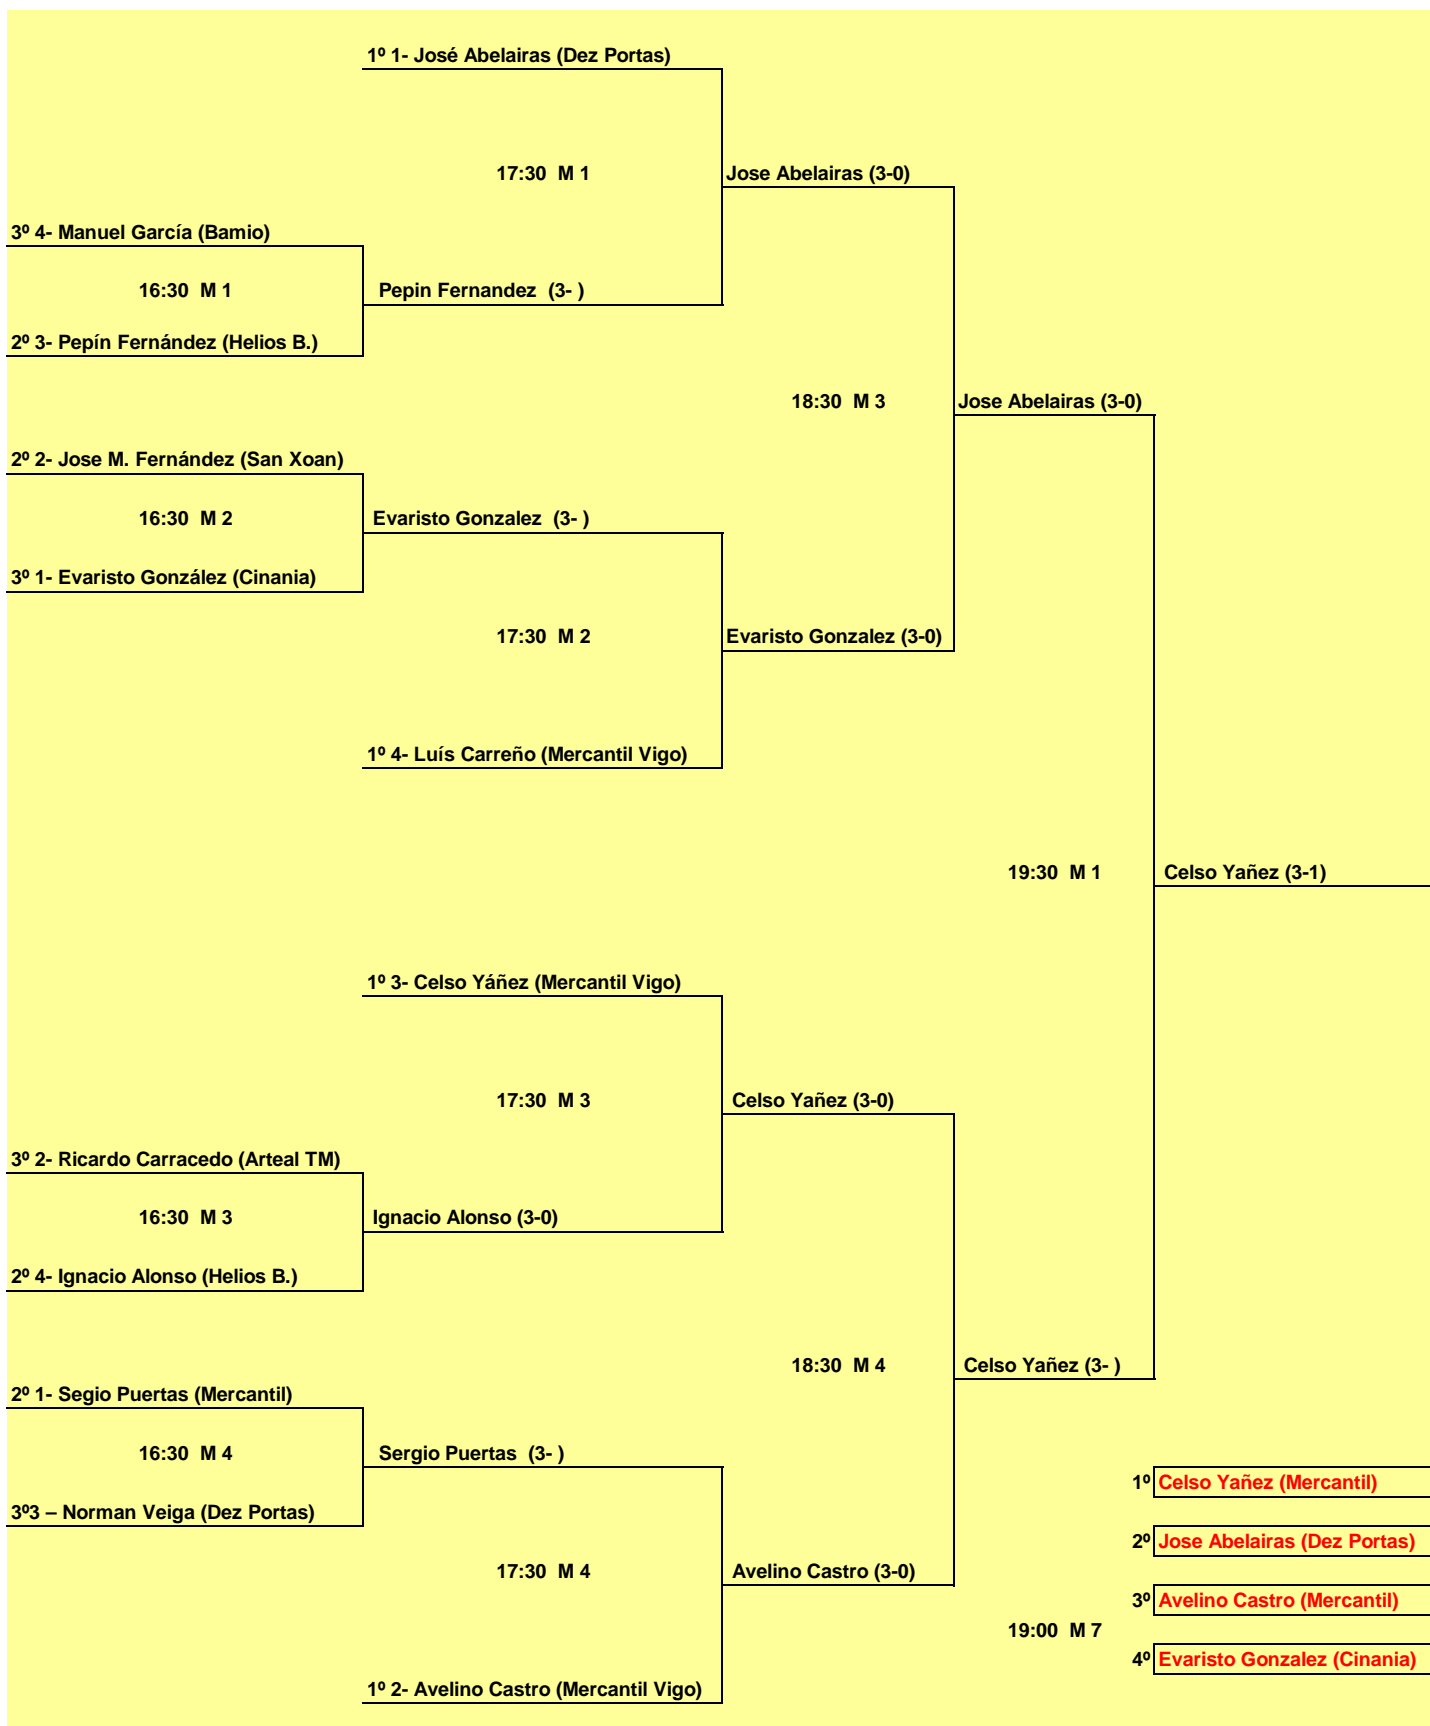 1º 1- José Abelairas (Dez Portas)
17:30 M 1
Jose Abelairas (3-0)
3º 4- Manuel García (Bamio)
16:30 M 1
Pepin Fernandez (3- )
2º 3- Pepín Fernández (Helios B.)
18:30 M 3
Jose Abelairas (3-0)
2º 2- Jose M. Fernández (San Xoan)
16:30 M 2
Evaristo Gonzalez (3- )
3º 1- Evaristo González (Cinania)
17:30 M 2
Evaristo Gonzalez (3-0)
1º 4- Luís Carreño (Mercantil Vigo)
19:30 M 1
Celso Yañez (3-1)
1º 3- Celso Yáñez (Mercantil Vigo)
17:30 M 3
Celso Yañez (3-0)
3º 2- Ricardo Carracedo (Arteal TM)
16:30 M 3
Ignacio Alonso (3-0)
2º 4- Ignacio Alonso (Helios B.)
18:30 M 4
Celso Yañez (3- )
2º 1- Segio Puertas (Mercantil)
16:30 M 4
Sergio Puertas (3- )
1º Celso Yañez (Mercantil)
3º3 – Norman Veiga (Dez Portas)
2º Jose Abelairas (Dez Portas)
17:30 M 4
Avelino Castro (3-0)
3º Avelino Castro (Mercantil)
19:00 M 7
4º Evaristo Gonzalez (Cinania)
1º 2- Avelino Castro (Mercantil Vigo)